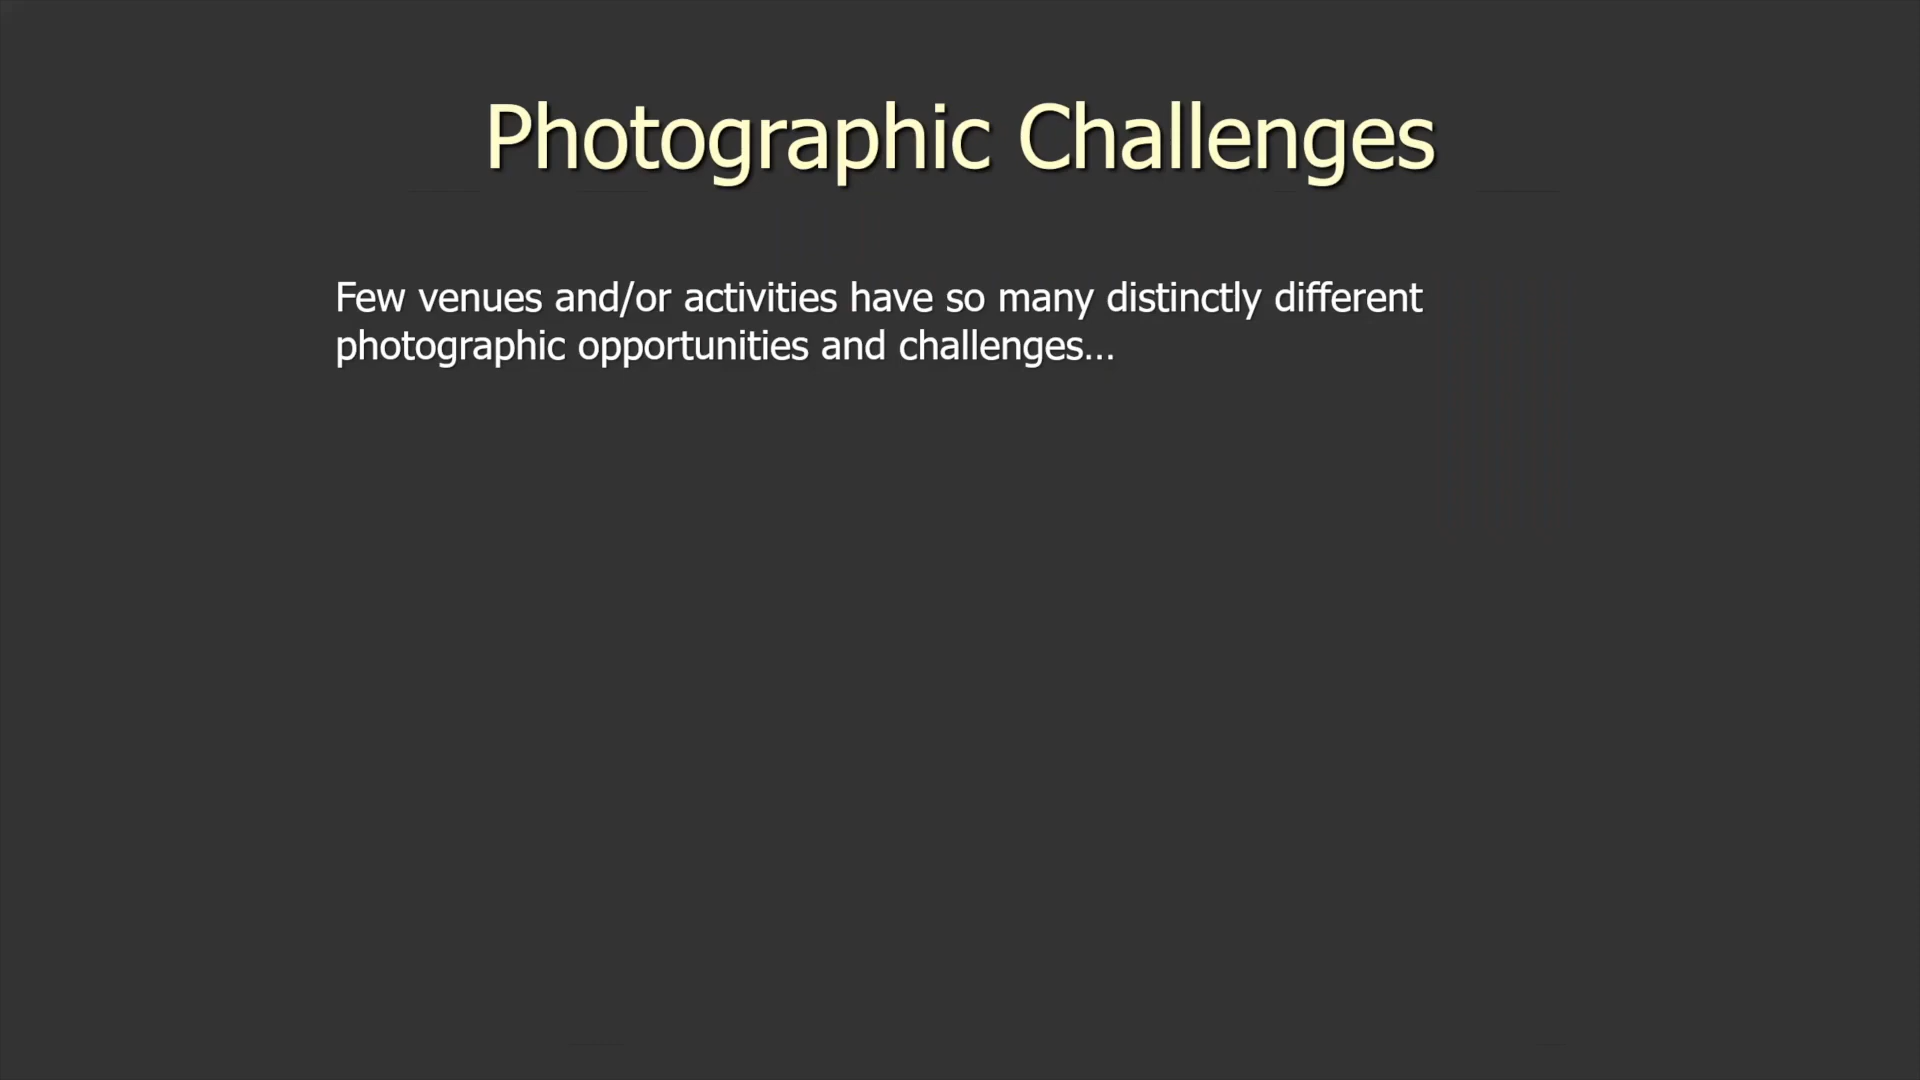 Photographic Challenges
Few venues and/or activities have so many distinctly different
photographic opportunities and challenges…